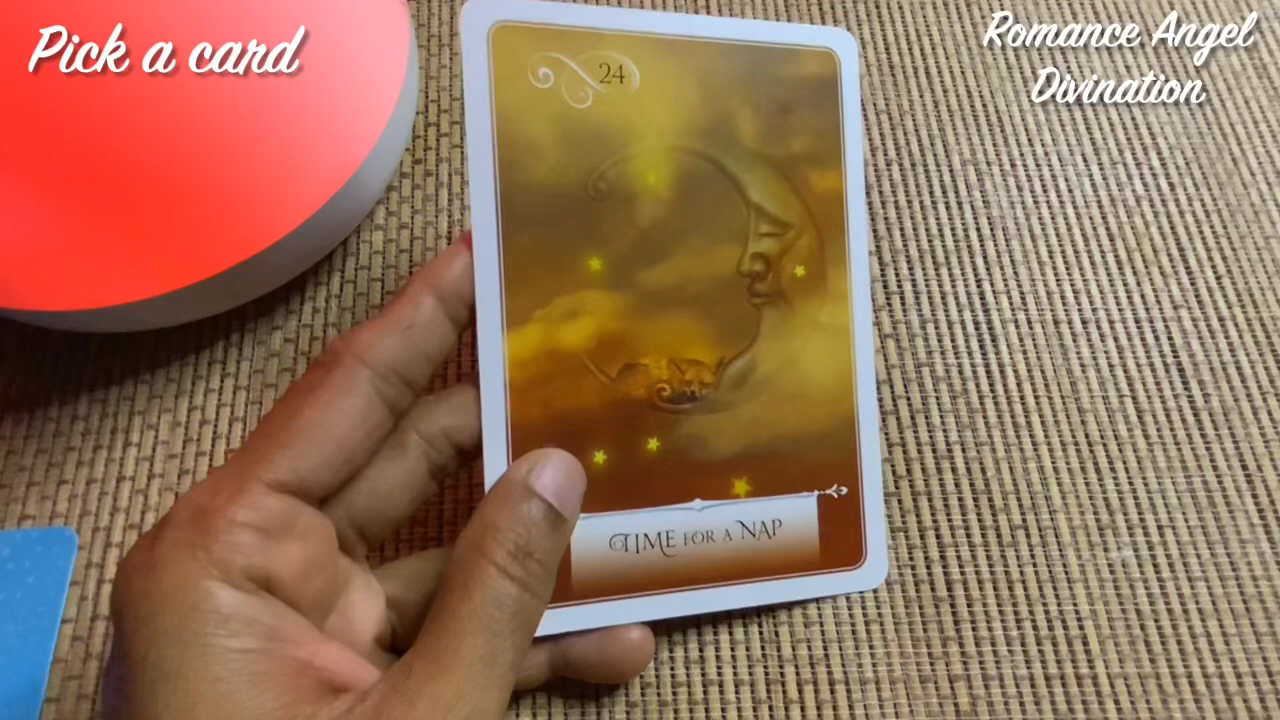 Pick a card
Romance Angel
Divination
24
TIME FOR A NAP